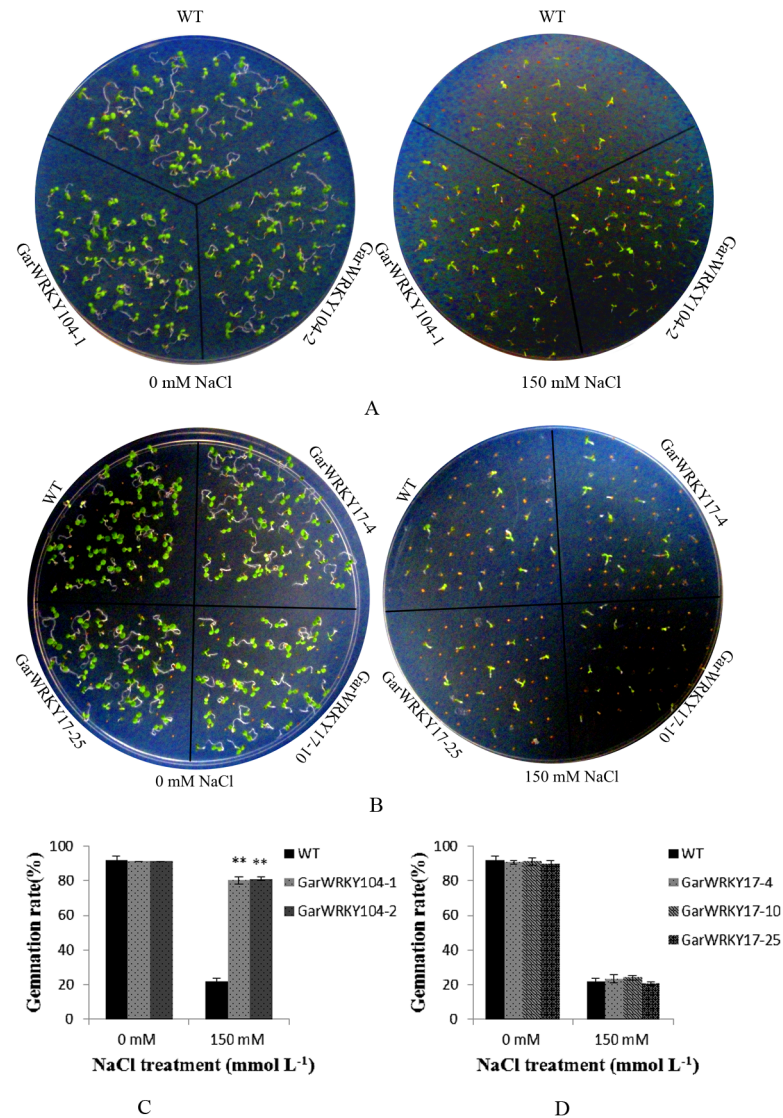 WT
WT
GarWRKY104-1
GarWRKY104-2
GarWRKY104-1
GarWRKY104-2
0 mM NaCl
150 mM NaCl
A
WT
GarWRKY17-4
WT
GarWRKY17-4
GarWRKY17-25
GarWRKY17-10
GarWRKY17-25
GarWRKY17-10
0 mM NaCl
150 mM NaCl
B
Gemnation rate(%)
100
80
60
40
20
0
** **
WT
GarWRKY104-1
GarWRKY104-2
0 mM
150 mM
NaCl treatment (mmol L⁻¹)
C
Gemnation rate(%)
100
80
60
40
20
0
WT
GarWRKY17-4
GarWRKY17-10
GarWRKY17-25
0 mM
150 mM
NaCl treatment (mmol L⁻¹)
D